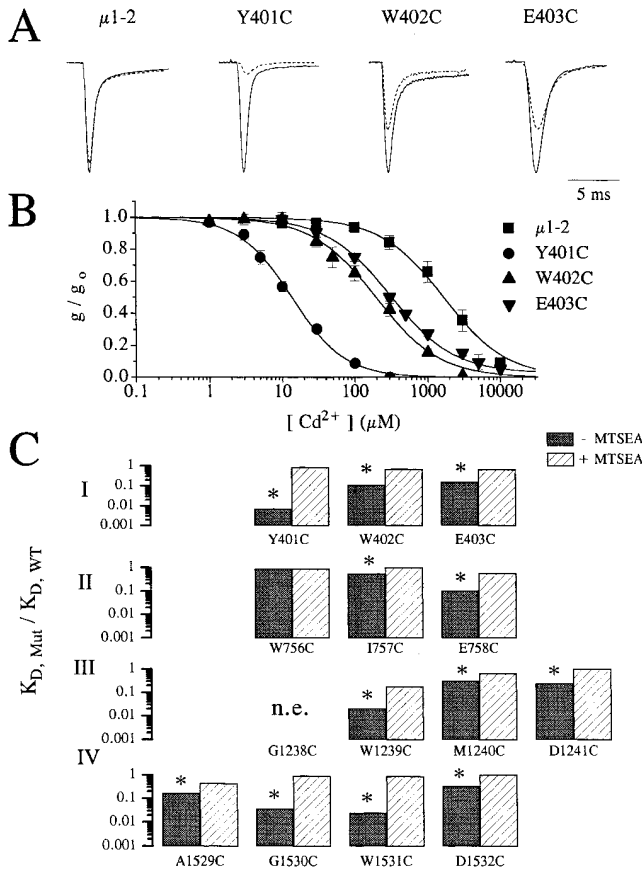 A
μ1-2 Y401C W402C E403C
5 ms
B
1.0
0.8
0.6
0.4
0.2
0.0
g / g₀
0.1 1 10 100 1000 10000
[ Cd²⁺ ] (μM)
μ1-2
Y401C
W402C
E403C
C
- MTSEA
+ MTSEA
K_D, Mut / K_D, WT
I
1
0.1
0.01
0.001
* * *
Y401C W402C E403C
II
1
0.1
0.01
0.001
* *
W756C I757C E758C
III
1
0.1
0.01
0.001
n.e. * * *
G1238C W1239C M1240C D1241C
IV
1
0.1
0.01
0.001
* * * *
A1529C G1530C W1531C D1532C